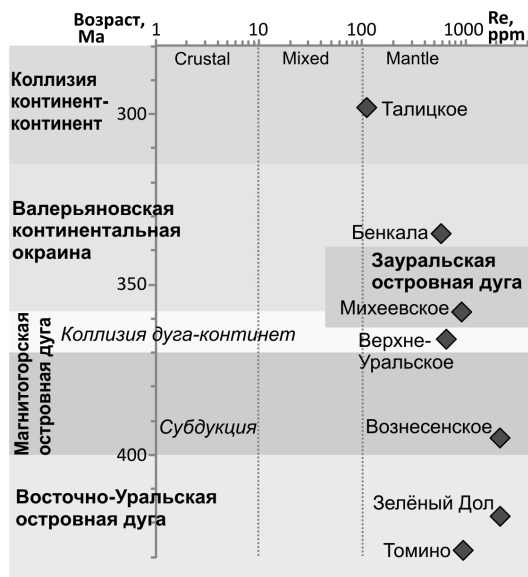 Возраст,
Ma
Re,
ppm
1
10
100
1000
Crustal
Mixed
Mantle
Коллизия
континент-
континент
300
Талицкое
Валерьяновская
континентальная
окраина
Бенкала
Зауральская
островная дуга
350
Михеевское
Коллизия дуга-континет
Верхне-
Уральское
Магнитогорская
островная дуга
Субдукция
Вознесенское
400
Восточно-Уральская
островная дуга
Зелёный Дол
Томино